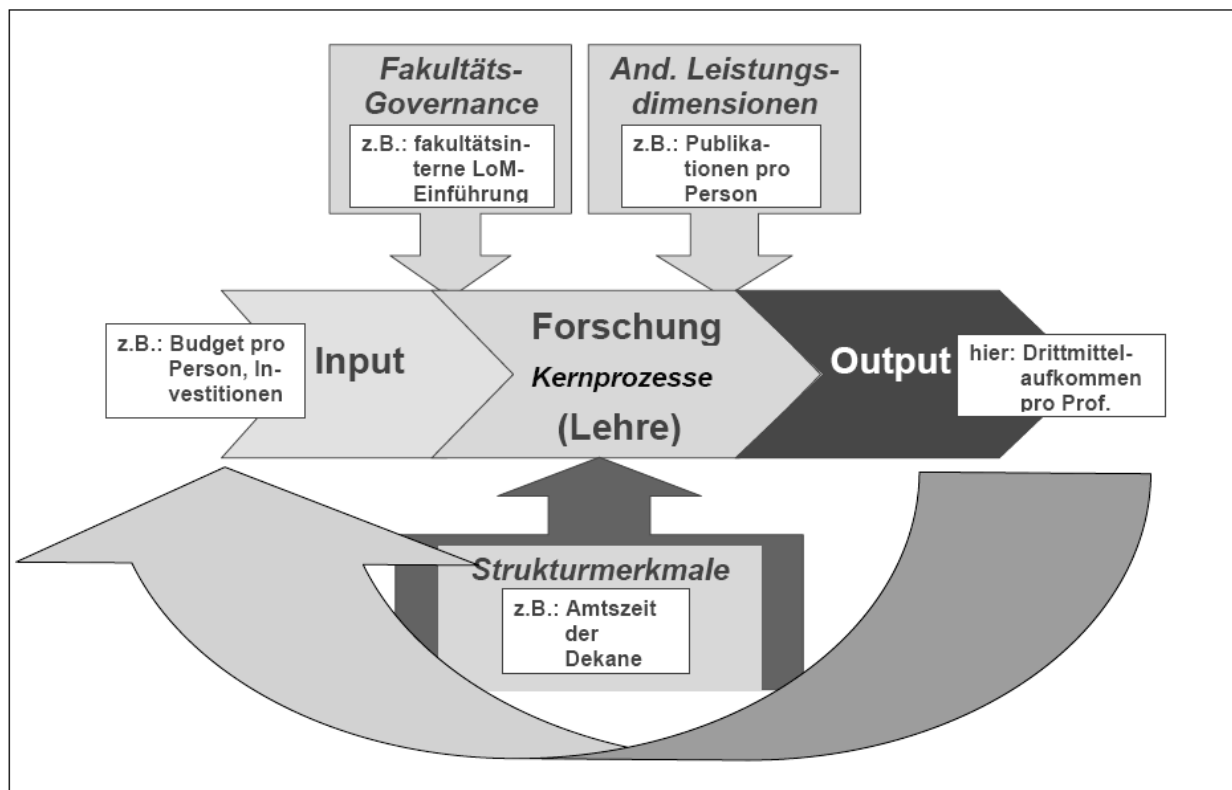 Fakultäts-
Governance
z.B.: fakultätsin-
terne LoM-
Einführung
And. Leistungs-
dimensionen
z.B.: Publika-
tionen pro
Person
z.B.: Budget pro
Person, In-
vestitionen
Input
Forschung
Kernprozesse
(Lehre)
Output
hier: Drittmittel-
aufkommen
pro Prof.
Strukturmerkmale
z.B.: Amtszeit
der
Dekane